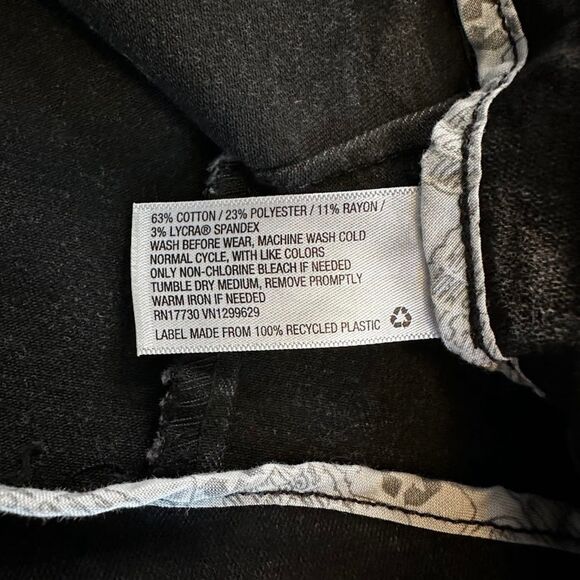 63% COTTON / 23% POLYESTER / 11% RAYON /
3% LYCRA® SPANDEX
WASH BEFORE WEAR, MACHINE WASH COLD
NORMAL CYCLE, WITH LIKE COLORS
ONLY NON-CHLORINE BLEACH IF NEEDED
TUMBLE DRY MEDIUM, REMOVE PROMPTLY
WARM IRON IF NEEDED
RN17730 VN1299629
LABEL MADE FROM 100% RECYCLED PLASTIC